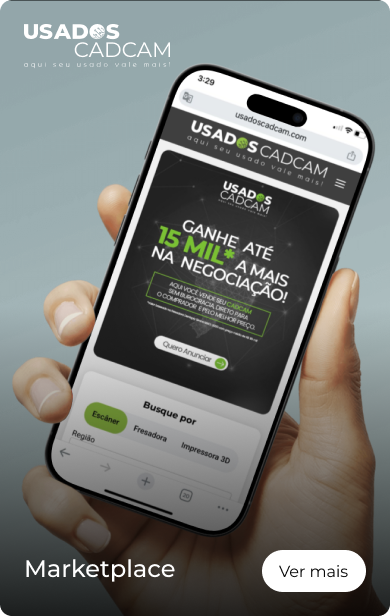 USADOS
CADCAM
aqui seu usado vale mais!
3:29
usadoscadcam.com
USADOS CADCAM
aqui seu usado vale mais!
USADOS
CADCAM
GANHE ATÉ
15 MIL* A MAIS
NA NEGOCIAÇÃO!
AQUI VOCÊ VENDE SEU CADCAM
SEM BUROCRACIA, DIRETO PARA
O COMPRADOR E PELO MELHOR PREÇO.
Quero Anunciar
Busque por
Escâner Fresadora Impressora 3D
Região
Marketplace
Ver mais